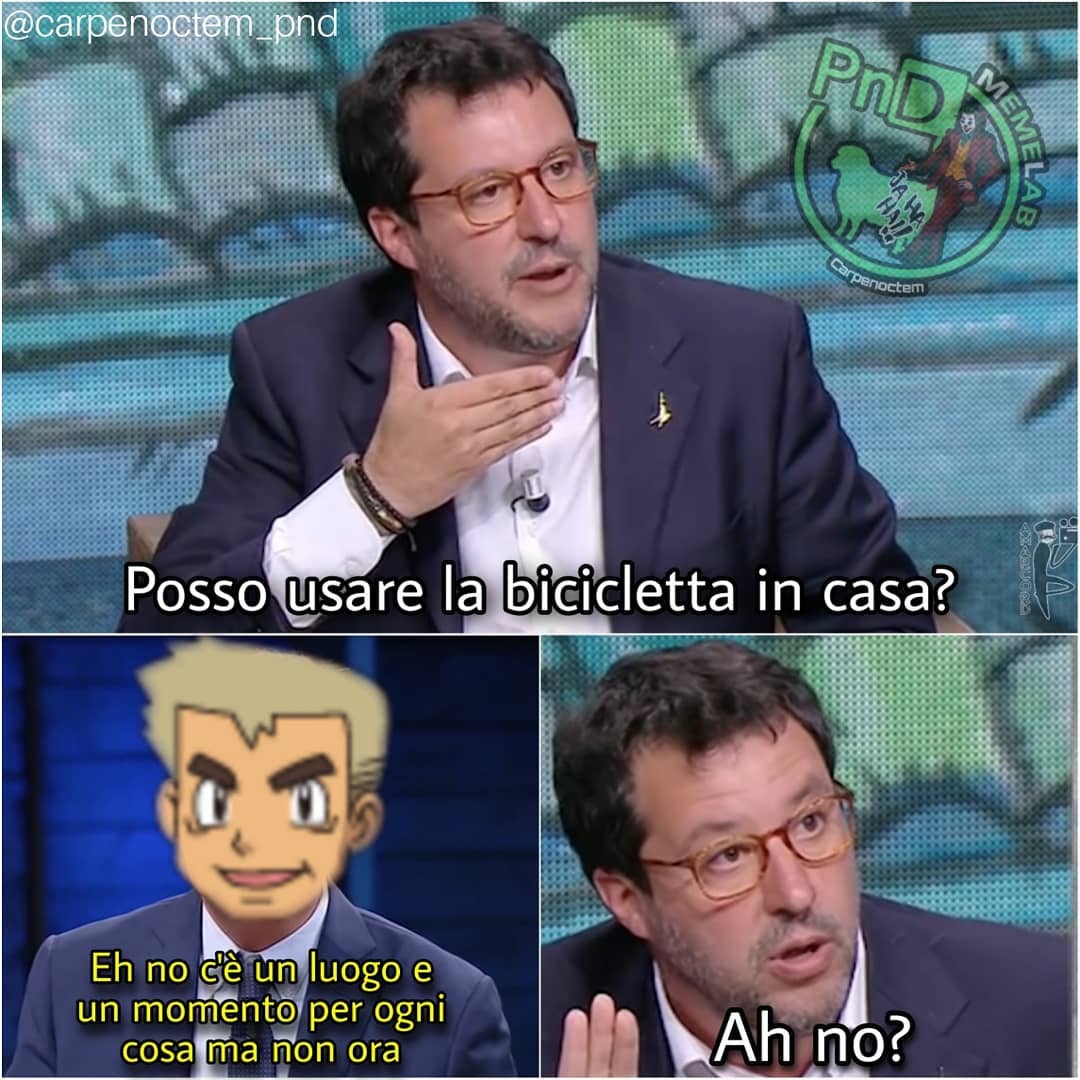 @carpenoctem_pnd
PnD
MEMELAB
Carpenoctem
Posso usare la bicicletta in casa?
Eh no c'è un luogo e
un momento per ogni
cosa ma non ora
Ah no?